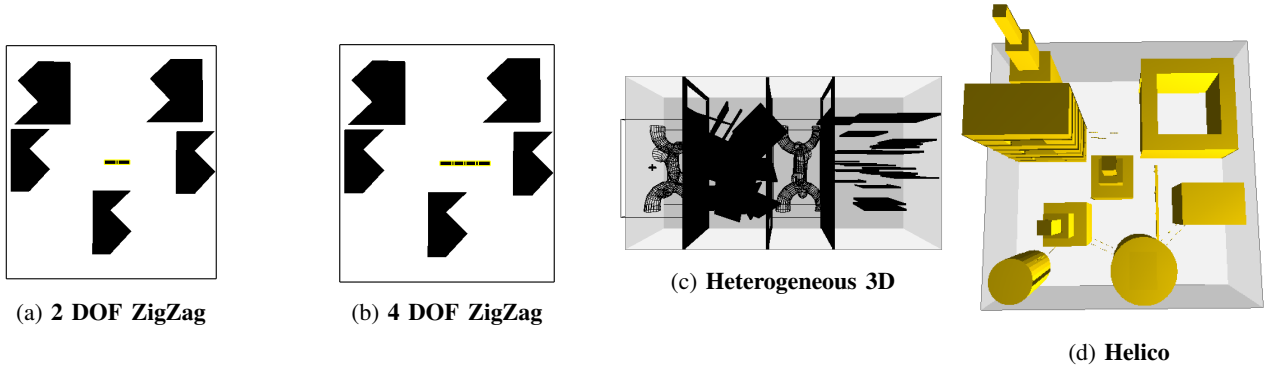 (a) 2 DOF ZigZag
(b) 4 DOF ZigZag
(c) Heterogeneous 3D
(d) Helico